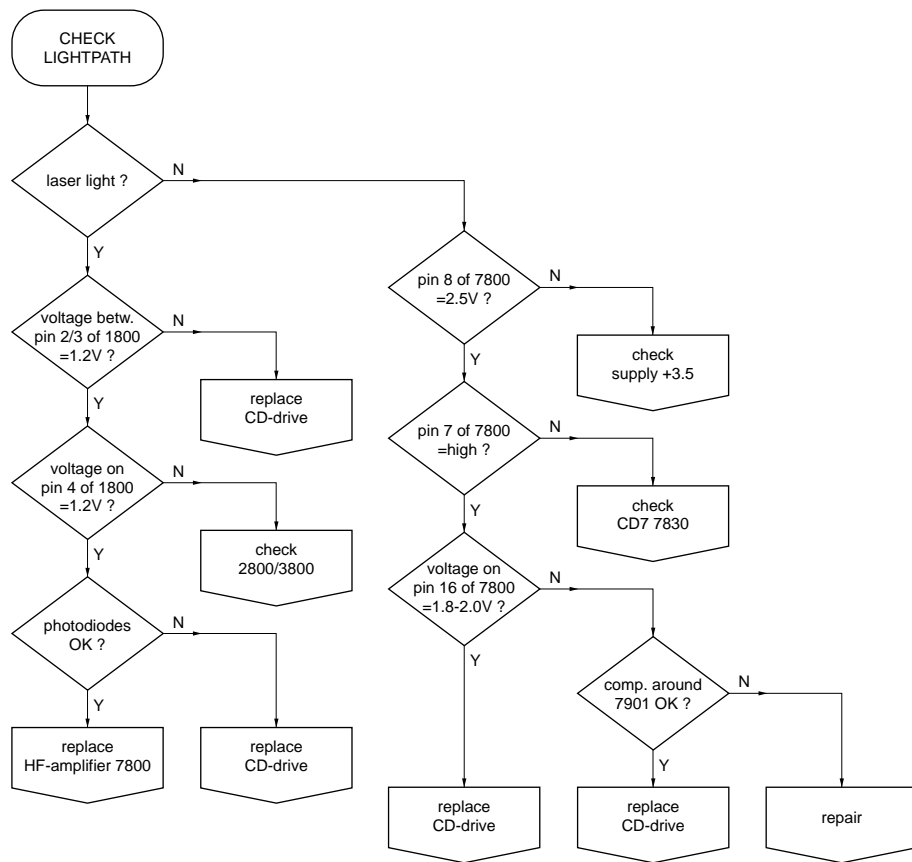 CHECK
LIGHTPATH
laser light ?
N
Y
pin 8 of 7800
=2.5V ?
N
Y
voltage betw.
pin 2/3 of 1800
=1.2V ?
N
Y
check
supply +3.5
replace
CD-drive
pin 7 of 7800
=high ?
N
Y
voltage on
pin 4 of 1800
=1.2V ?
N
Y
check
CD7 7830
check
2800/3800
voltage on
pin 16 of 7800
=1.8-2.0V ?
N
Y
photodiodes
OK ?
N
Y
comp. around
7901 OK ?
N
Y
replace
HF-amplifier 7800
replace
CD-drive
replace
CD-drive
replace
CD-drive
repair